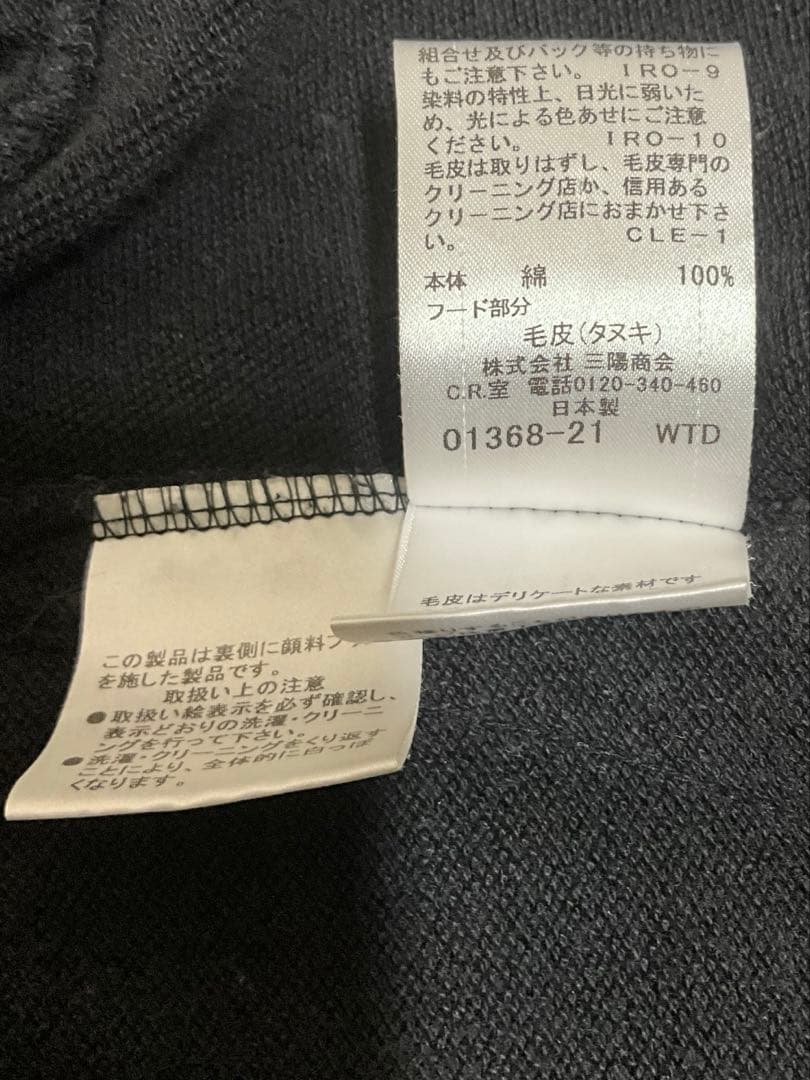 組合せ及びバック等の持ち物に
もご注意下さい。 IRO-9
染料の特性上、日光に弱いた
め、光による色あせにご注意
ください。 IRO-10
毛皮は取りはずし、毛皮専門の
クリーニング店か、信用ある
クリーニング店におまかせ下さ
い。 CLE-1
本体 綿 100%
フード部分
毛皮(タヌキ)
株式会社 三陽商会
C.R.室 電話0120-340-460
日本製
01368-21 WTD
毛皮はデリケートな素材です
この製品は裏側に顔料プ
を施した製品です。
取扱い上の注意
●取扱い絵表示を必ず確認し、
表示どおりの洗濯・クリーニ
ングを行って下さい。
●洗濯・クリーニングをくり返す
ことにより、全体的に白っぽ
くなります。